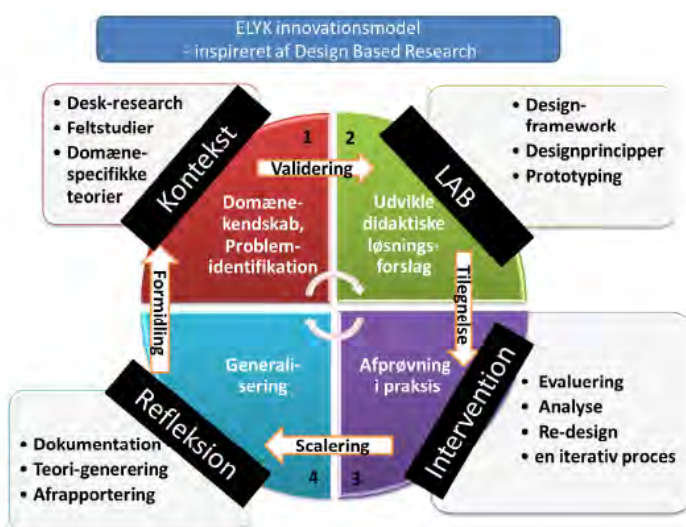 ELYK innovationsmodel
- inspireret af Design Based Research
• Desk-research
• Feltstudier
• Domæne-
specifikke
teorier
Kontekst
1
Domæne-
kendskab,
Problem-
identifikation
Validering
2
Udvikle
didaktiske
løsnings-
forslag
LAB
• Design-
framework
• Designprincipper
• Prototyping
Tilegnelse
Afprøvning
i praksis
3
Intervention
• Evaluering
• Analyse
• Re-design
• en iterativ proces
Scalering
Generali-
sering
4
Refleksion
• Dokumentation
• Teori-generering
• Afrapportering
Formidling